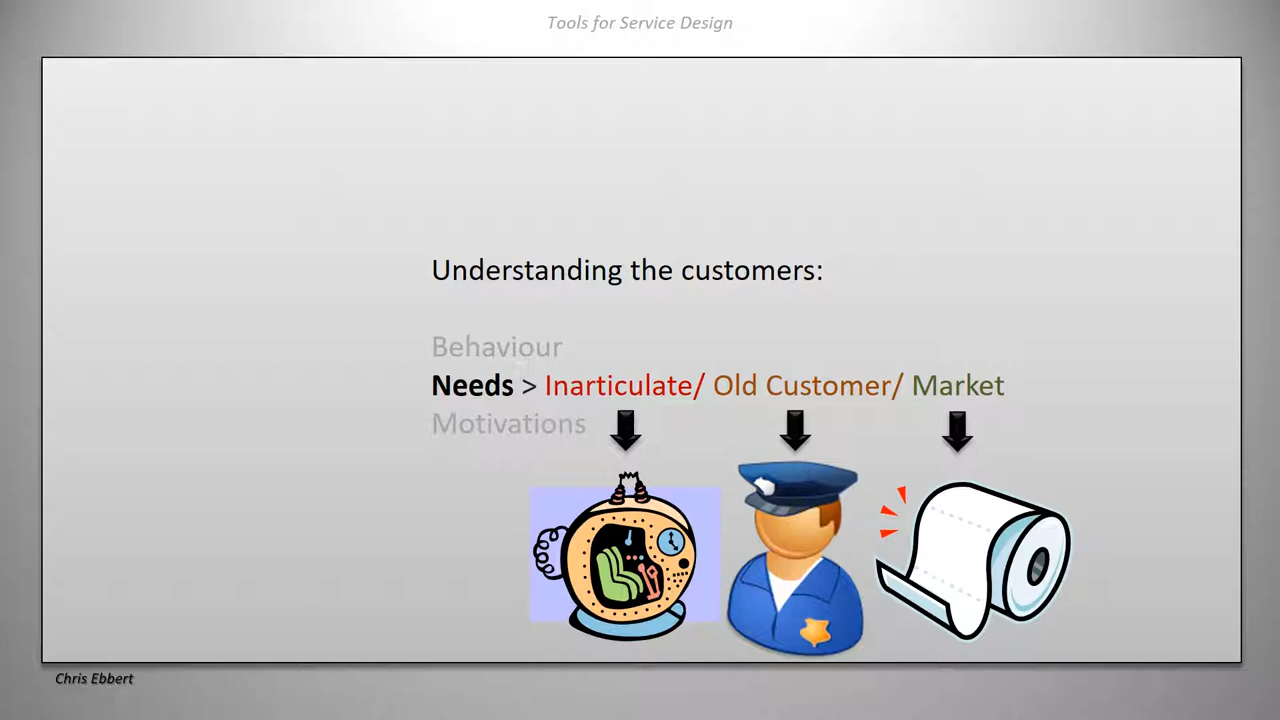 Tools for Service Design
Understanding the customers:
Behaviour
Needs > Inarticulate/ Old Customer/ Market
Motivations
Chris Ebbert